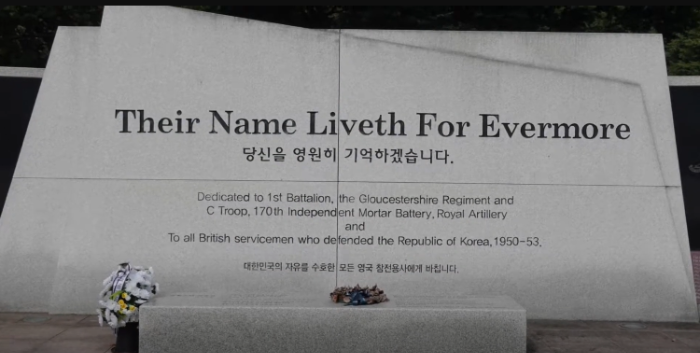 Their Name Liveth For Evermore
당신을 영원히 기억하겠습니다.
Dedicated to 1st Battalion, the Gloucestershire Regiment and
C Troop, 170th Independent Mortar Battery, Royal Artillery
and
To all British servicemen who defended the Republic of Korea, 1950-53.
대한민국의 자유를 수호한 모든 영국 참전용사에게 바칩니다.